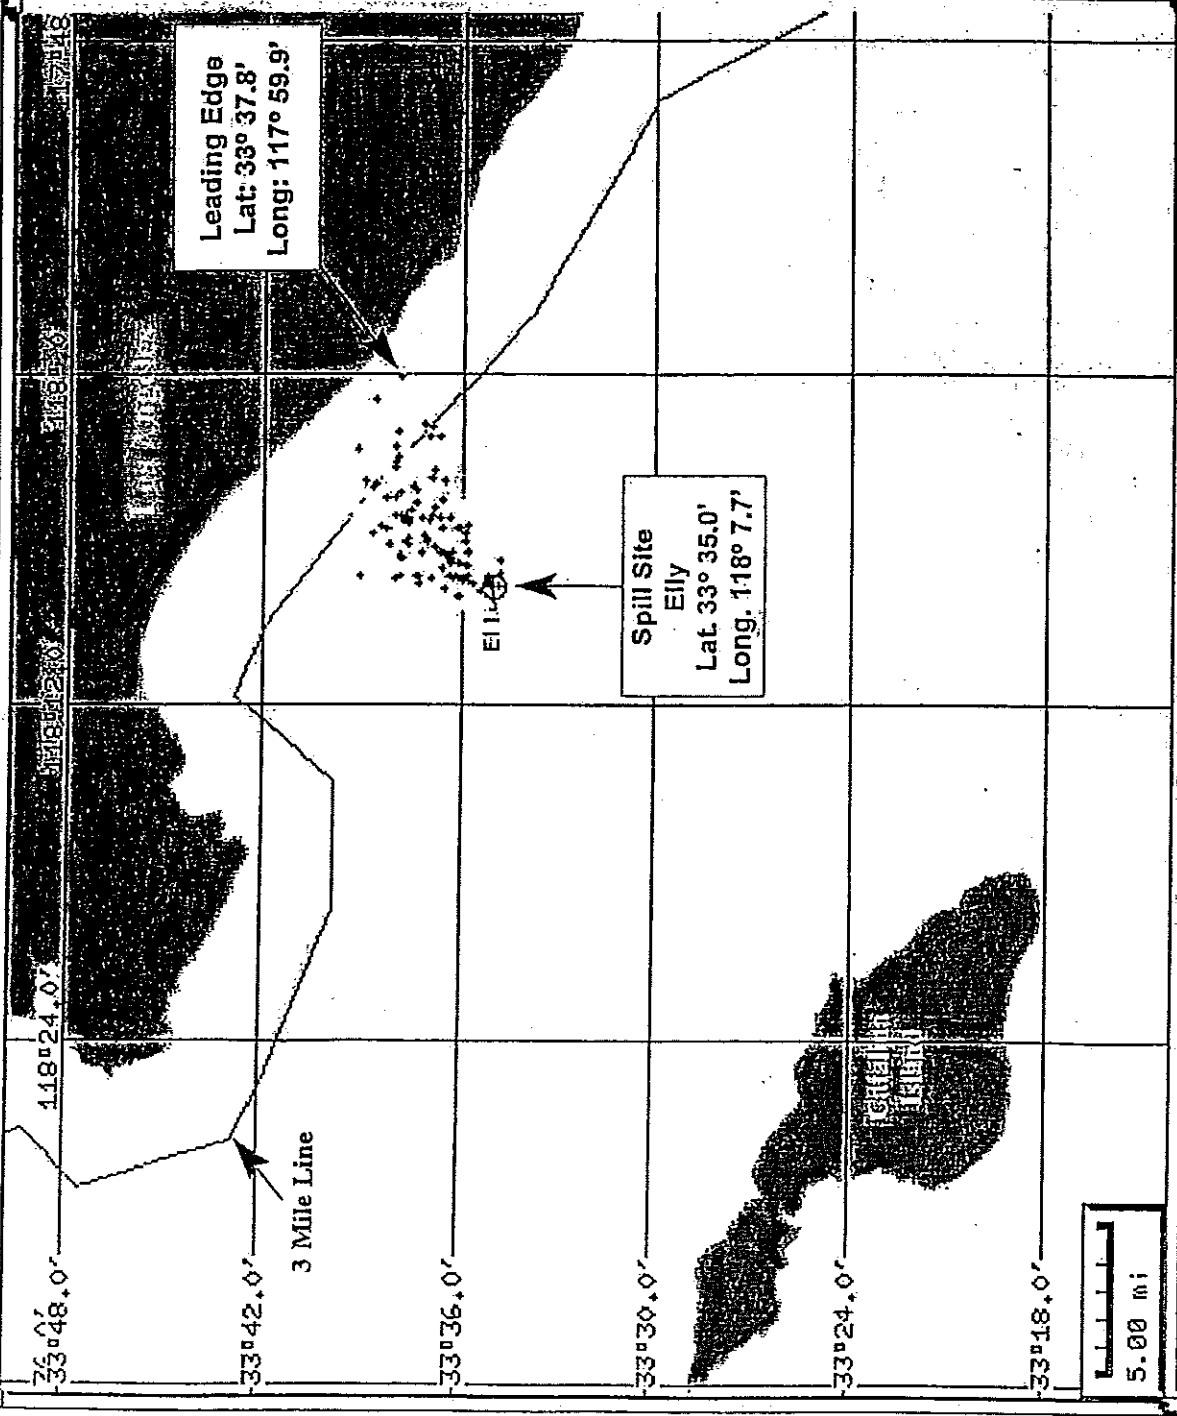 Leading Edge
Lat: 33° 37.8'
Long: 117° 59.9'
Spill Site
Elly
Lat. 33° 35.0'
Long. 118° 7.7'
3 Mile Line
118°24.0'
33°48.0'
33°42.0'
33°36.0'
33°30.0'
33°24.0'
33°18.0'
5.00 mi